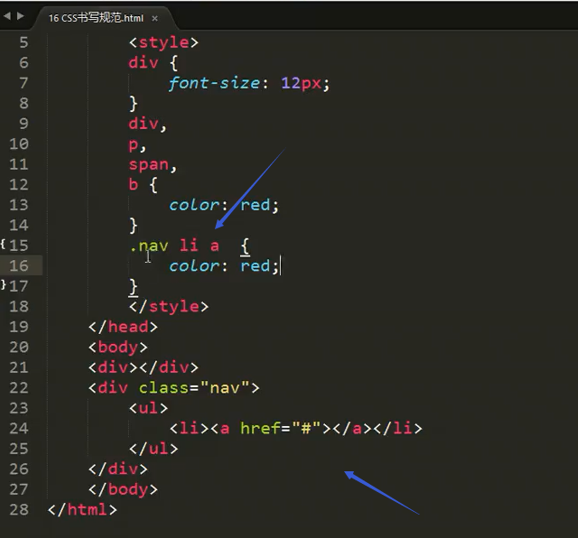 16 CSS书写规范.html ×
5 <style>
6 div {
7 font-size: 12px;
8 }
9 div,
10 p,
11 span,
12 b {
13 color: red;
14 }
15 .nav li a  {
16 color: red;
17 }
18 </style>
19 </head>
20 <body>
21 <div></div>
22 <div class="nav">
23 <ul>
24 <li><a href="#"></a></li>
25 </ul>
26 </div>
27 </body>
28 </html>